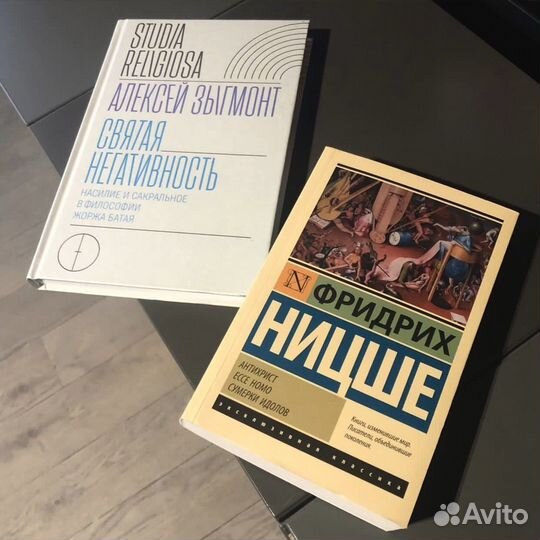 STUDIA
RELIGIOSA
АЛЕКСЕЙ ЗЫГМОНТ
СВЯТАЯ
НЕГАТИВНОСТЬ
НАСИЛИЕ И САКРАЛЬНОЕ
В ФИЛОСОФИИ
ЖОРЖА БАТАЯ
N
ФРИДРИХ
НИЦШЕ
АНТИХРИСТ
ECCE HOMO
СУМЕРКИ ИДОЛОВ
Книги, изменившие мир.
Писатели, объединившие
поколения.
эксклюзивная классика
Avito